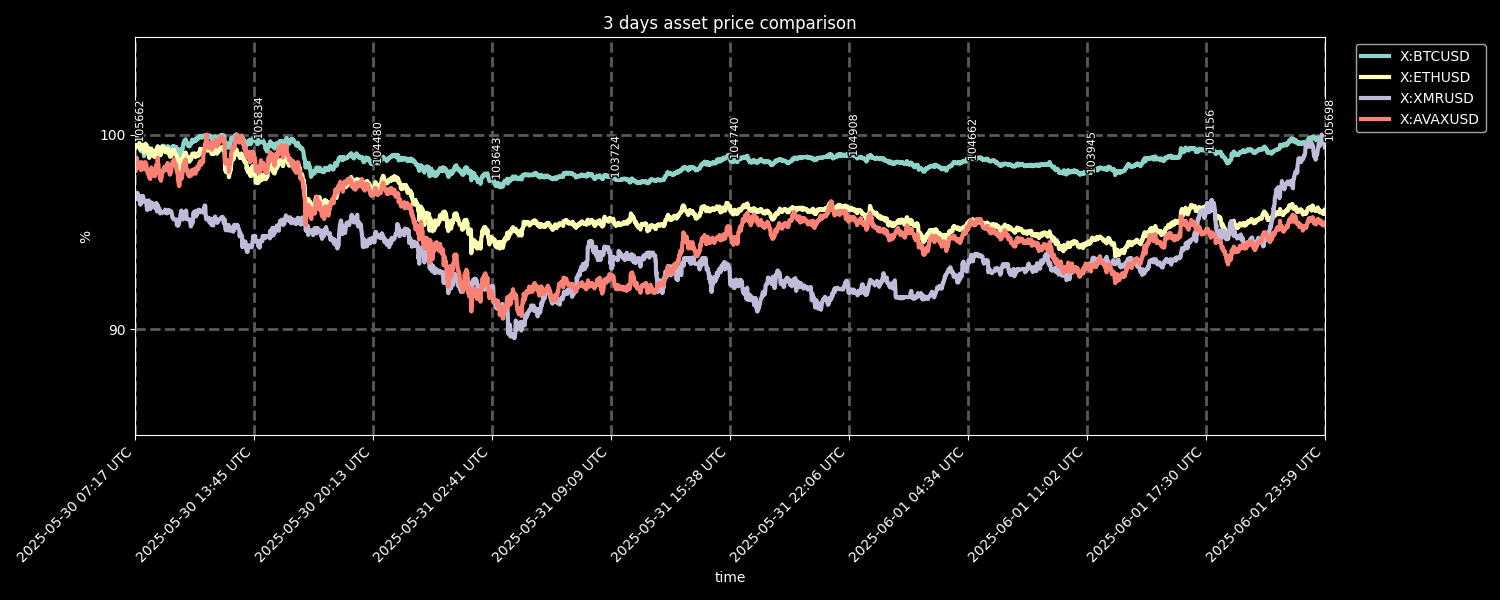 3 days asset price comparison
X:BTCUSD
X:ETHUSD
X:XMRUSD
X:AVAXUSD
%
100
90
105662
105834
104480
103643
103724
104740
104908
104662
103945
105156
105698
2025-05-30 07:17 UTC
2025-05-30 13:45 UTC
2025-05-30 20:13 UTC
2025-05-31 02:41 UTC
2025-05-31 09:09 UTC
2025-05-31 15:38 UTC
2025-05-31 22:06 UTC
2025-06-01 04:34 UTC
2025-06-01 11:02 UTC
2025-06-01 17:30 UTC
2025-06-01 23:59 UTC
time